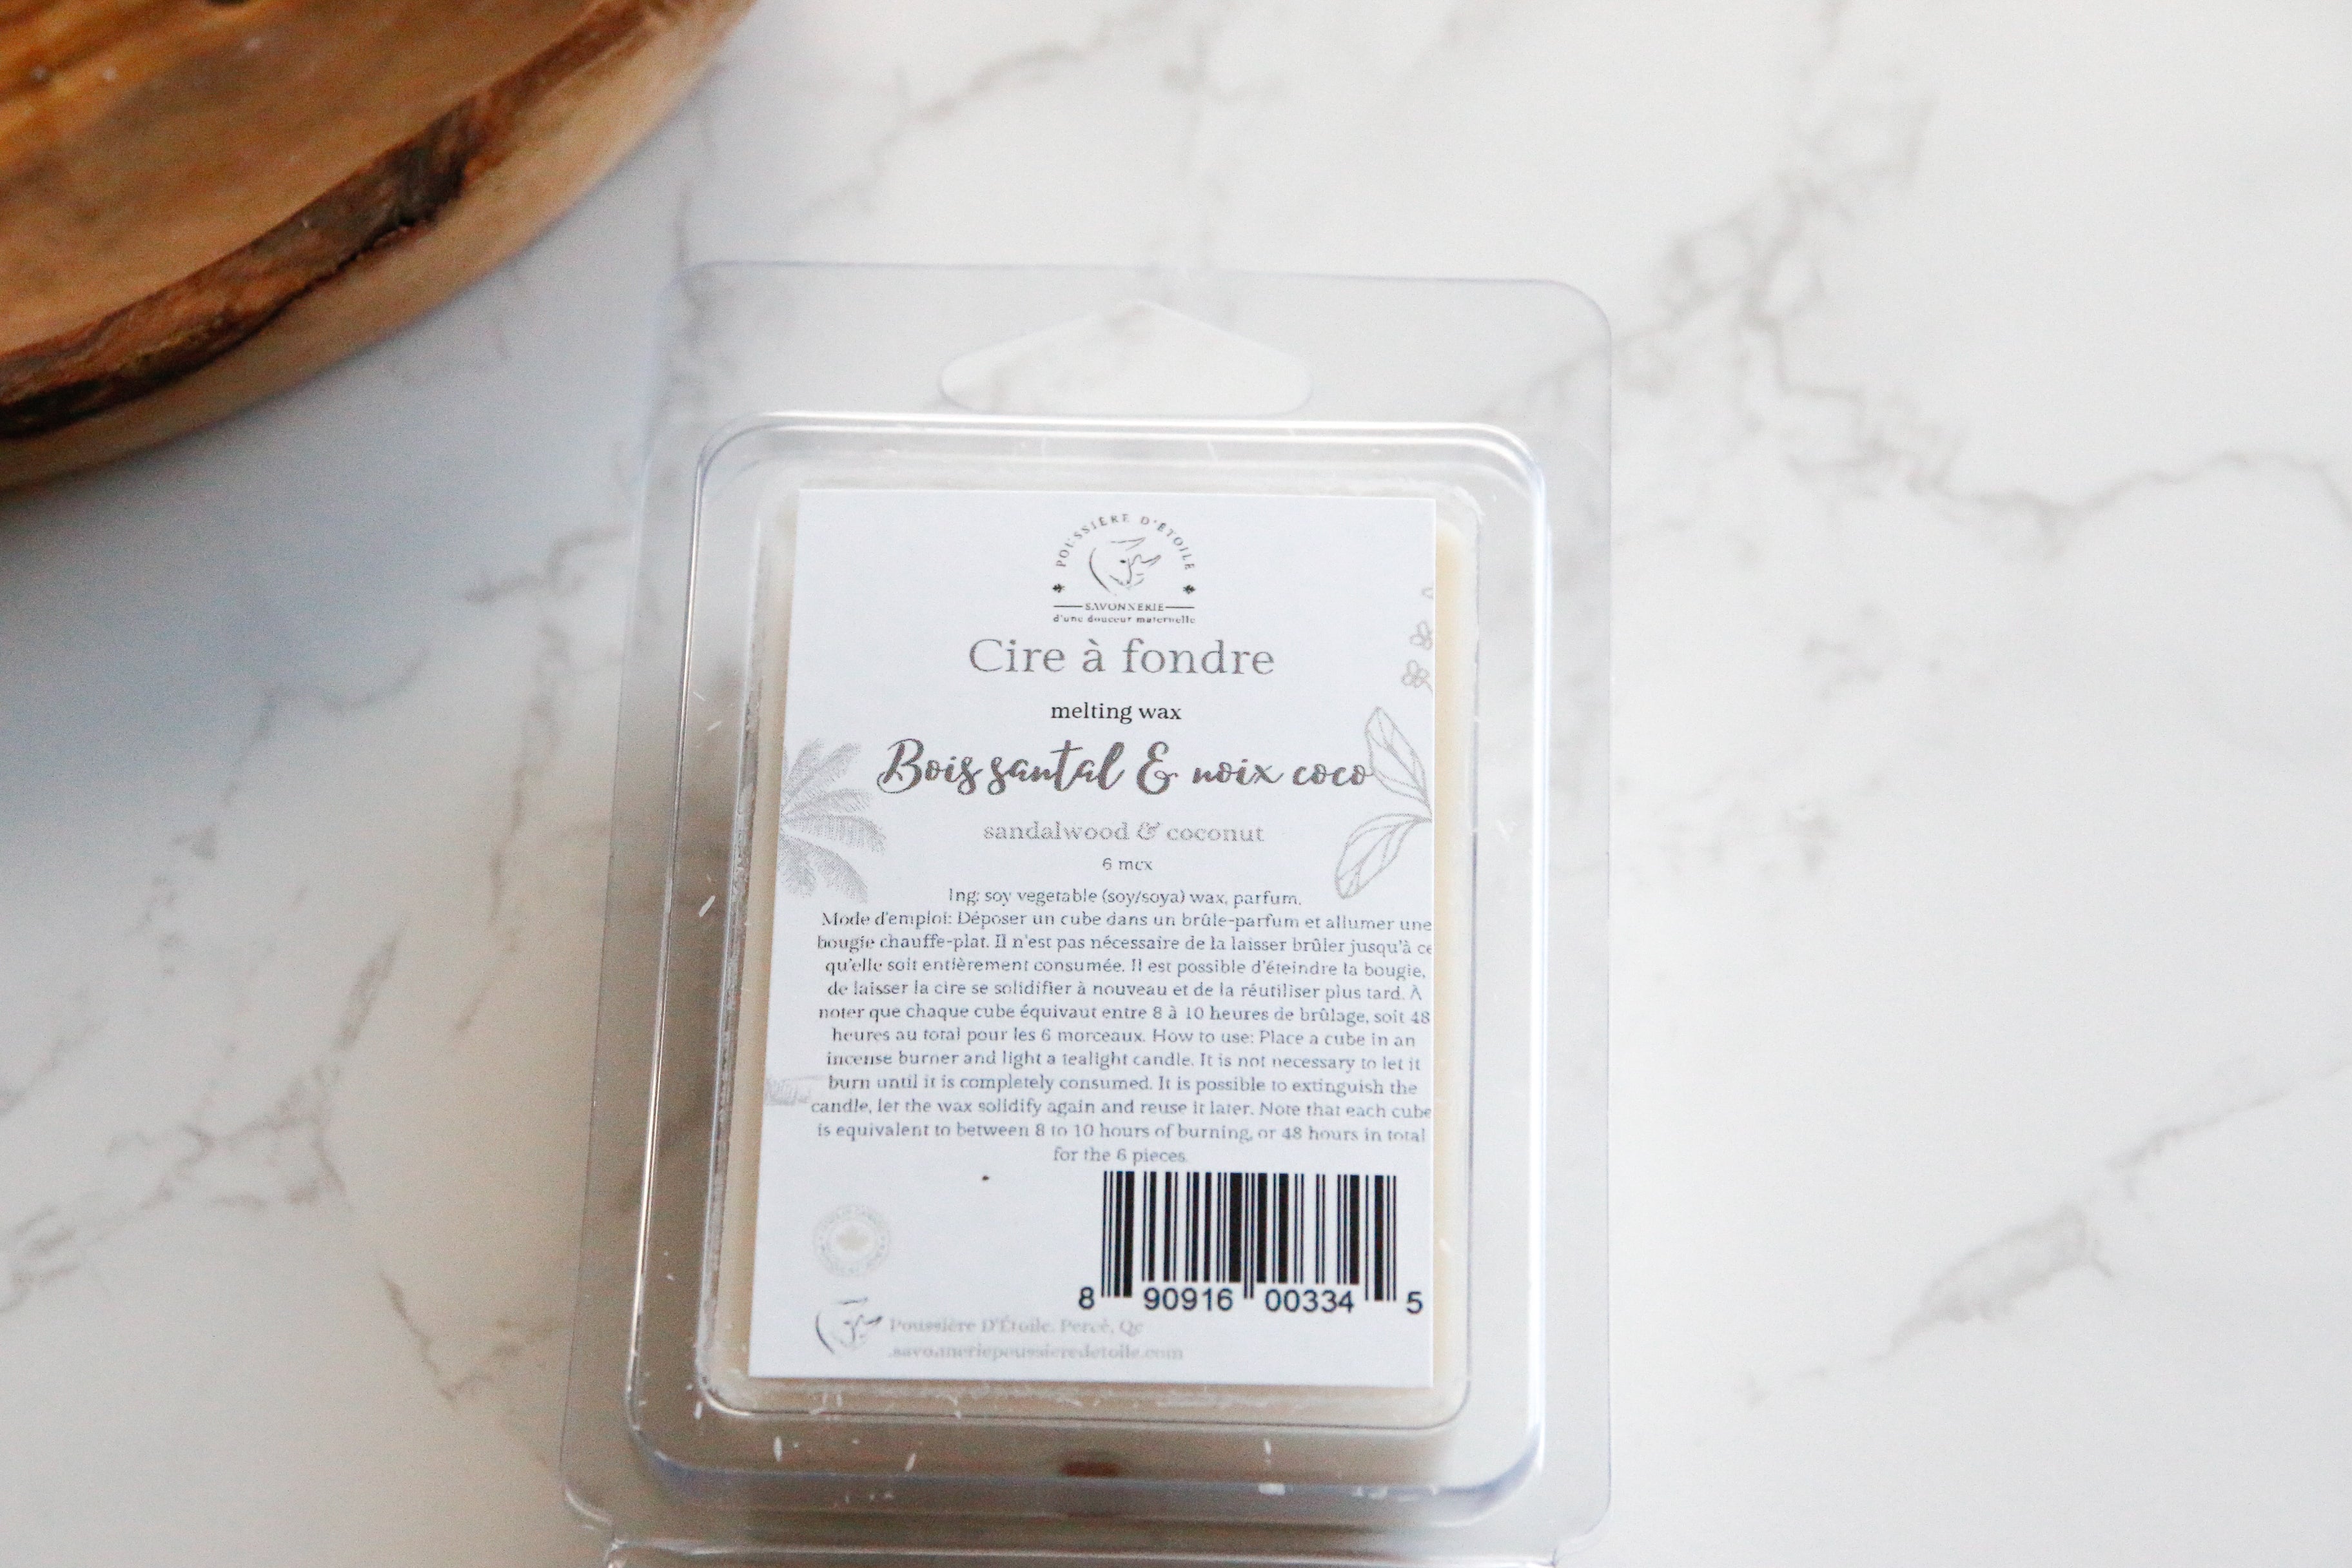 POUSSIÈRE D'ÉTOILE
SAVONNERIE
d'une douceur maternelle
Cire à fondre
melting wax
Bois santal & noix coco
sandalwood & coconut
6 mcx
Ing: soy vegetable (soy/soya) wax, parfum.
Mode d'emploi: Déposer un cube dans un brûle-parfum et allumer une
bougie chauffe-plat. Il n'est pas nécessaire de la laisser brûler jusqu'à ce
qu'elle soit entièrement consumée. Il est possible d'éteindre la bougie,
de laisser la cire se solidifier à nouveau et de la réutiliser plus tard. À
noter que chaque cube équivaut entre 8 à 10 heures de brûlage, soit 48
heures au total pour les 6 morceaux. How to use: Place a cube in an
incense burner and light a tealight candle. It is not necessary to let it
burn until it is completely consumed. It is possible to extinguish the
candle, let the wax solidify again and reuse it later. Note that each cube
is equivalent to between 8 to 10 hours of burning, or 48 hours in total
for the 6 pieces.
8 90916 00334 5
Poussière D'Étoile. Percé, Qc
.savonneriepoussieredetoile.com